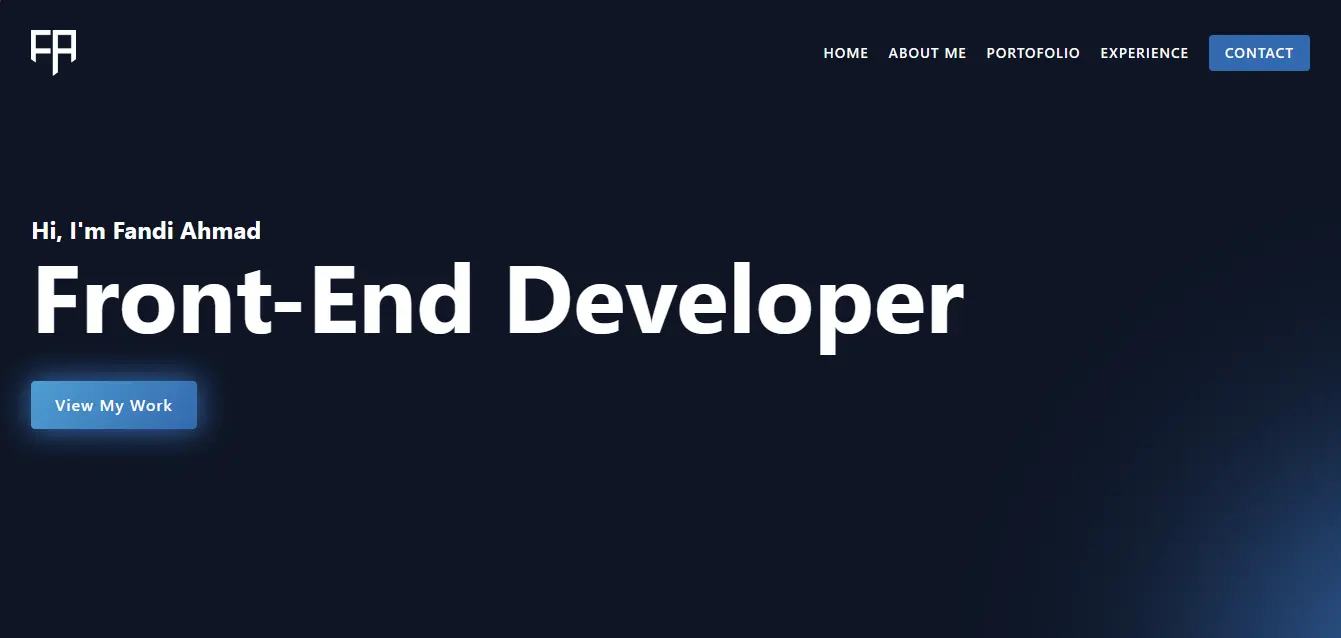 FA
HOME ABOUT ME PORTOFOLIO EXPERIENCE CONTACT
Hi, I'm Fandi Ahmad
Front-End Developer
View My Work